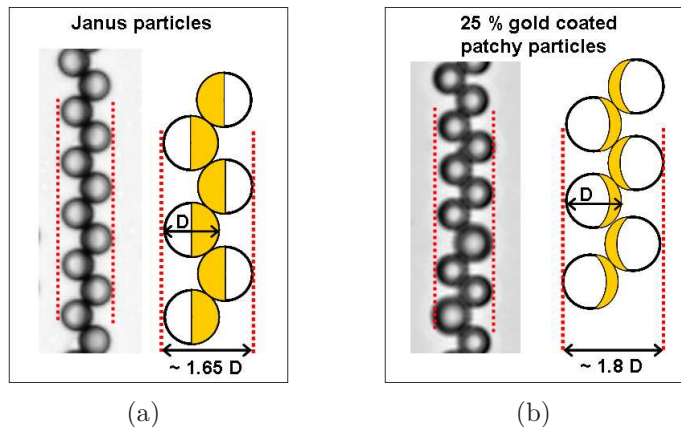 Janus particles
D
~ 1.65 D
(a)
25 % gold coated
patchy particles
D
~ 1.8 D
(b)